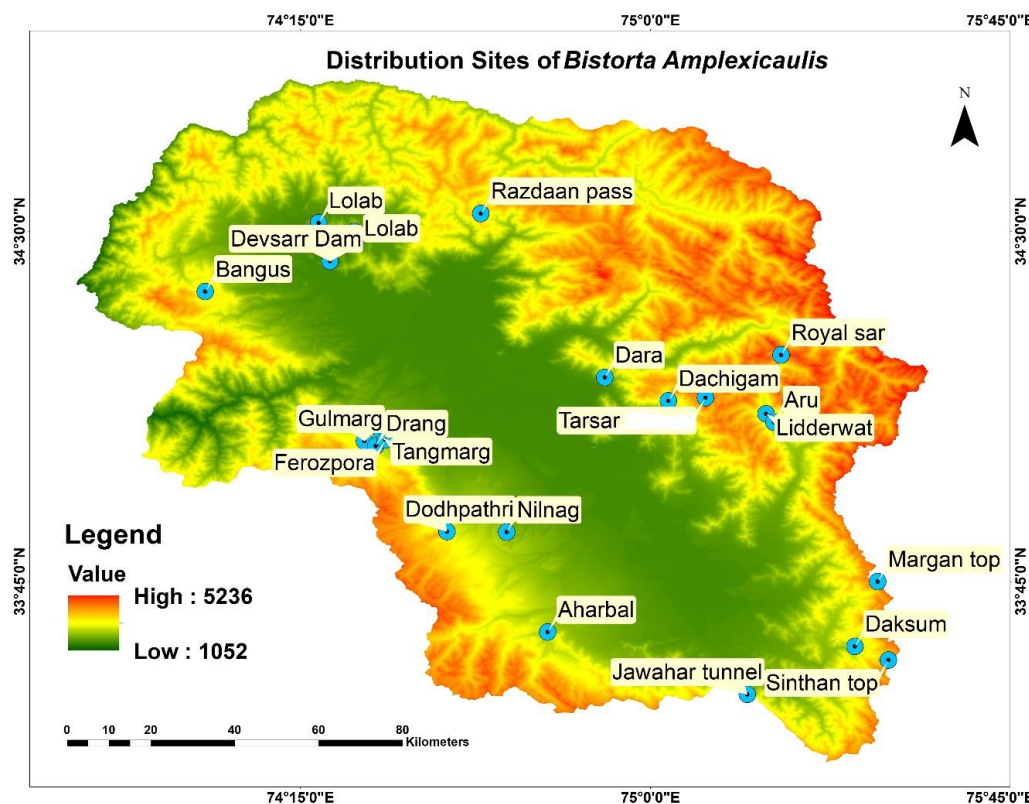 74°15'0"E
75°0'0"E
75°45'0"E
Distribution Sites of Bistorta Amplexicaulis
N
34°30'0"N
34°30'0"N
Lolab
Razdaan pass
Lolab
Devsarr Dam
Bangus
Royal sar
Dara
Dachigam
Aru
Tarsar
Lidderwat
Gulmarg
Drang
Ferozpora
Tangmarg
Dodhpathri
Nilnag
Legend
Value
High : 5236
Low : 1052
33°45'0"N
33°45'0"N
Margan top
Aharbal
Daksum
Jawahar tunnel
Sinthan top
0 10 20 40 60 80
Kilometers
74°15'0"E
75°0'0"E
75°45'0"E